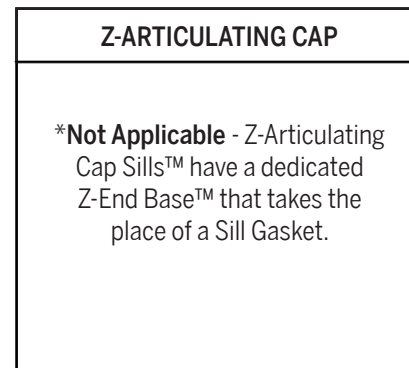 Z-ARTICULATING CAP
*Not Applicable - Z-Articulating
Cap Sills™ have a dedicated
Z-End Base™ that takes the
place of a Sill Gasket.